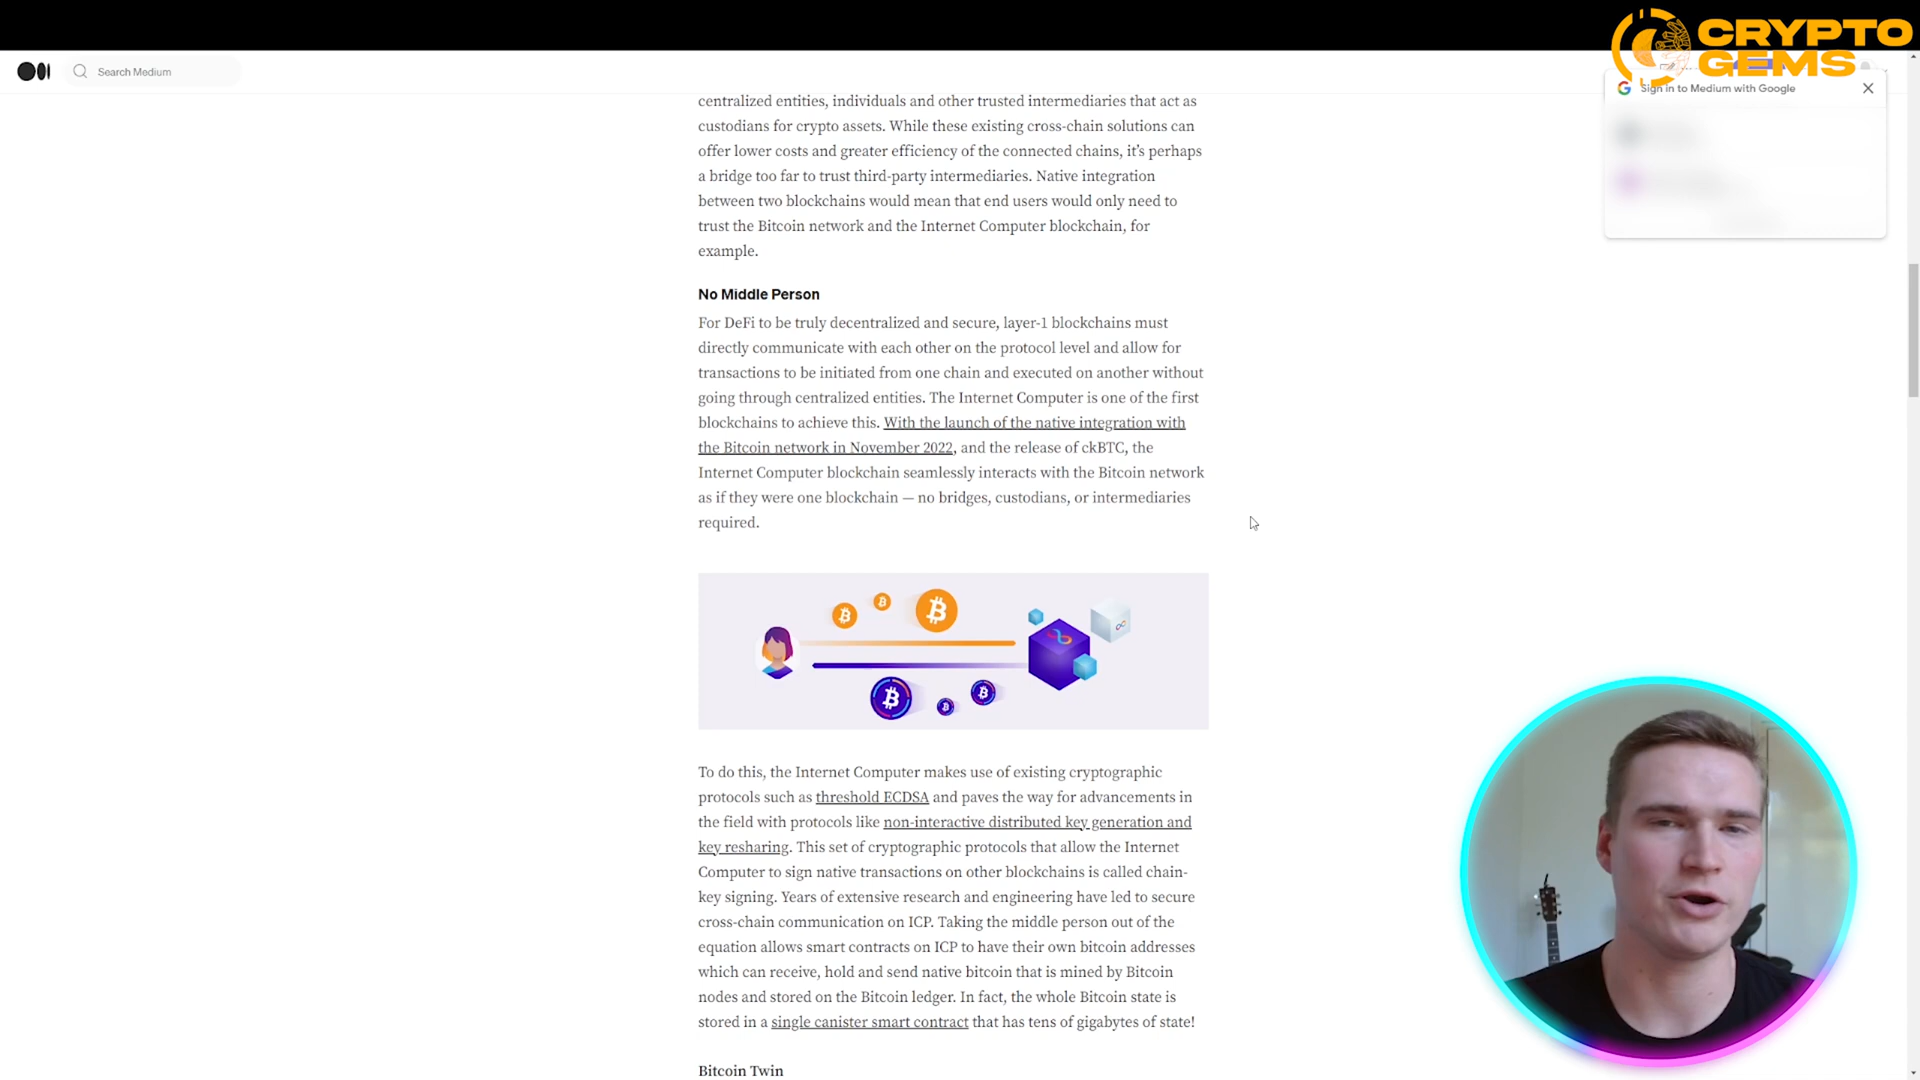 CRYPTO
GEMS
Search Medium
Sign in to Medium with Google
centralized entities, individuals and other trusted intermediaries that act as
custodians for crypto assets. While these existing cross-chain solutions can
offer lower costs and greater efficiency of the connected chains, it’s perhaps
a bridge too far to trust third-party intermediaries. Native integration
between two blockchains would mean that end users would only need to
trust the Bitcoin network and the Internet Computer blockchain, for
example.
No Middle Person
For DeFi to be truly decentralized and secure, layer-1 blockchains must
directly communicate with each other on the protocol level and allow for
transactions to be initiated from one chain and executed on another without
going through centralized entities. The Internet Computer is one of the first
blockchains to achieve this. With the launch of the native integration with
the Bitcoin network in November 2022, and the release of ckBTC, the
Internet Computer blockchain seamlessly interacts with the Bitcoin network
as if they were one blockchain — no bridges, custodians, or intermediaries
required.
To do this, the Internet Computer makes use of existing cryptographic
protocols such as threshold ECDSA and paves the way for advancements in
the field with protocols like non-interactive distributed key generation and
key resharing. This set of cryptographic protocols that allow the Internet
Computer to sign native transactions on other blockchains is called chain-
key signing. Years of extensive research and engineering have led to secure
cross-chain communication on ICP. Taking the middle person out of the
equation allows smart contracts on ICP to have their own bitcoin addresses
which can receive, hold and send native bitcoin that is mined by Bitcoin
nodes and stored on the Bitcoin ledger. In fact, the whole Bitcoin state is
stored in a single canister smart contract that has tens of gigabytes of state!
Bitcoin Twin